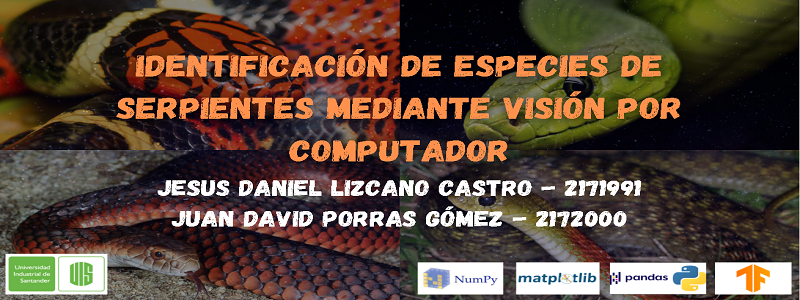 IDENTIFICACIÓN DE ESPECIES DE
SERPIENTES MEDIANTE VISIÓN POR
COMPUTADOR
JESUS DANIEL LIZCANO CASTRO - 2171991
JUAN DAVID PORRAS GÓMEZ - 2172000
Universidad
Industrial de
Santander
UIS
NumPy
matplotlib
pandas